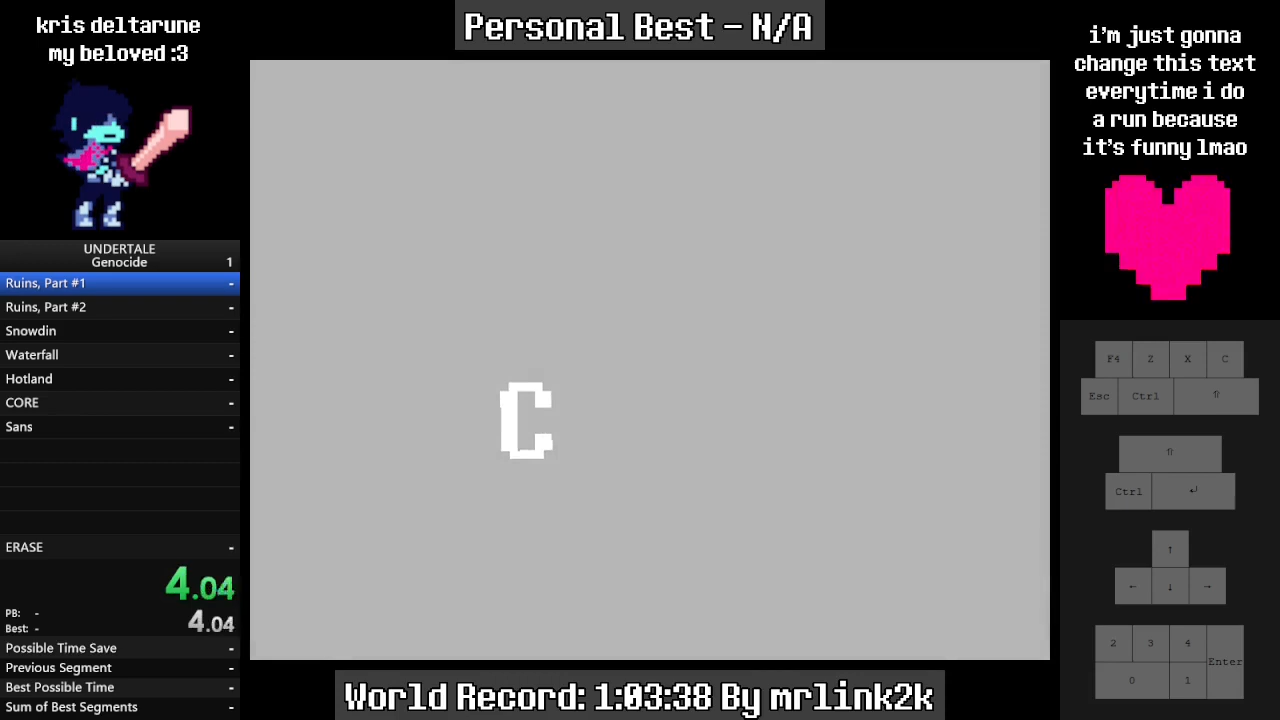 kris deltarune
my beloved :3
Personal Best - N/A
i'm just gonna
change this text
everytime i do
a run because
it's funny lmao
UNDERTALE
Genocide 1
Ruins, Part #1 -
Ruins, Part #2 -
Snowdin -
Waterfall -
Hotland -
CORE -
Sans -
ERASE -
4.04
PB: -
Best: -
4.04
Possible Time Save -
Previous Segment -
Best Possible Time -
Sum of Best Segments -
C
World Record: 1:03:38 By mrlink2k
F4 Z X C
Esc Ctrl ⇧
⇧
Ctrl ↵
↑
← ↓ →
2 3 4
Enter
0 1